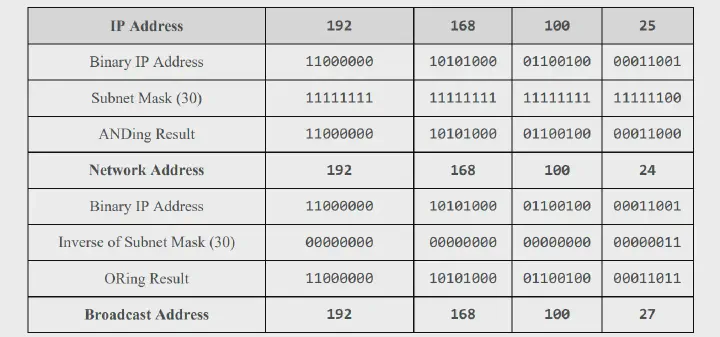 IP Address 192 168 100 25
Binary IP Address 11000000 10101000 01100100 00011001
Subnet Mask (30) 11111111 11111111 11111111 11111100
ANDing Result 11000000 10101000 01100100 00011000
Network Address 192 168 100 24
Binary IP Address 11000000 10101000 01100100 00011001
Inverse of Subnet Mask (30) 00000000 00000000 00000000 00000011
ORing Result 11000000 10101000 01100100 00011011
Broadcast Address 192 168 100 27